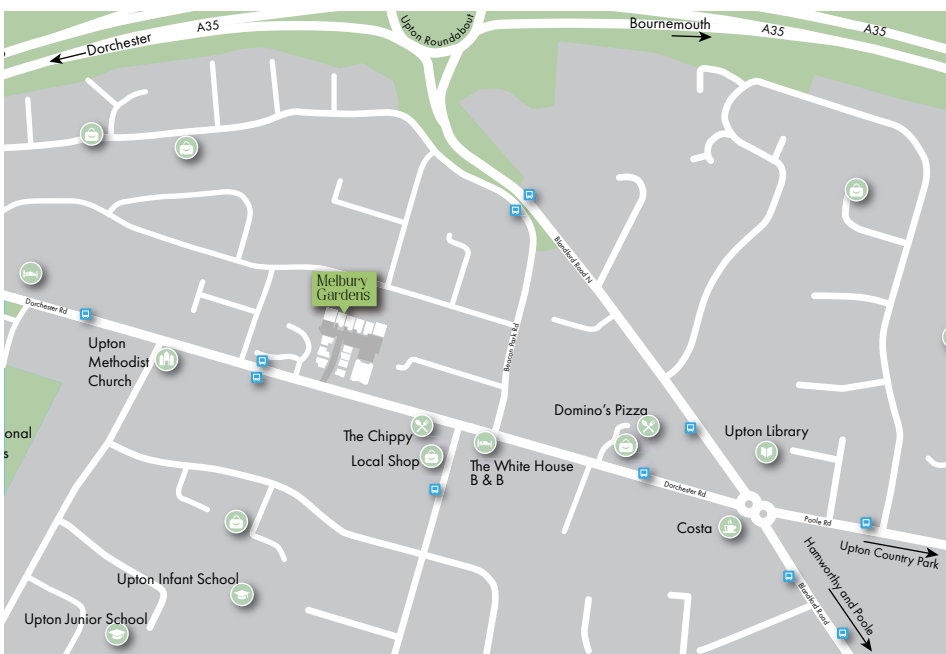 Upton Roundabout
Bournemouth
A35
A35
A35
Dorchester
Blandford Road N
Melbury
Gardens
Dorchester Rd
Upton
Methodist
Church
Beacon Park Rd
Domino's Pizza
Upton Library
The Chippy
Local Shop
The White House
B & B
onal
s
Dorchester Rd
Poole Rd
Costa
Upton Country Park
Hamworthy and Poole
Blandford Road
Upton Infant School
Upton Junior School